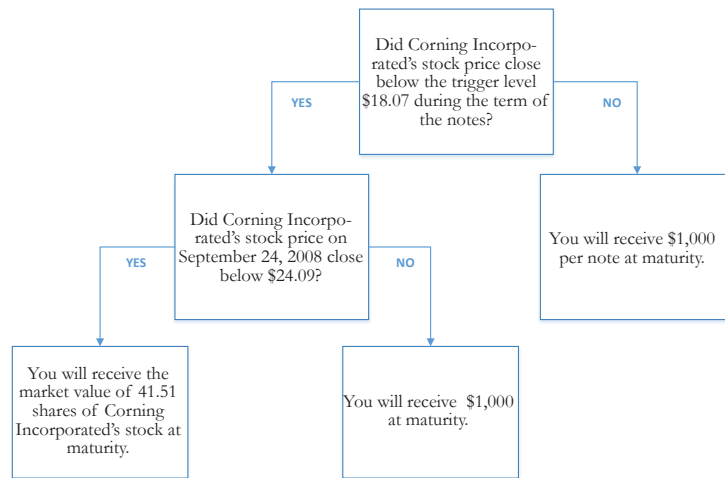 Did Corning Incorpo-
rated's stock price close
below the trigger level
$18.07 during the term of
the notes?
YES
NO
Did Corning Incorpo-
rated's stock price on
September 24, 2008 close
below $24.09?
You will receive $1,000
per note at maturity.
YES
NO
You will receive the
market value of 41.51
shares of Corning
Incorporated's stock at
maturity.
You will receive $1,000
at maturity.